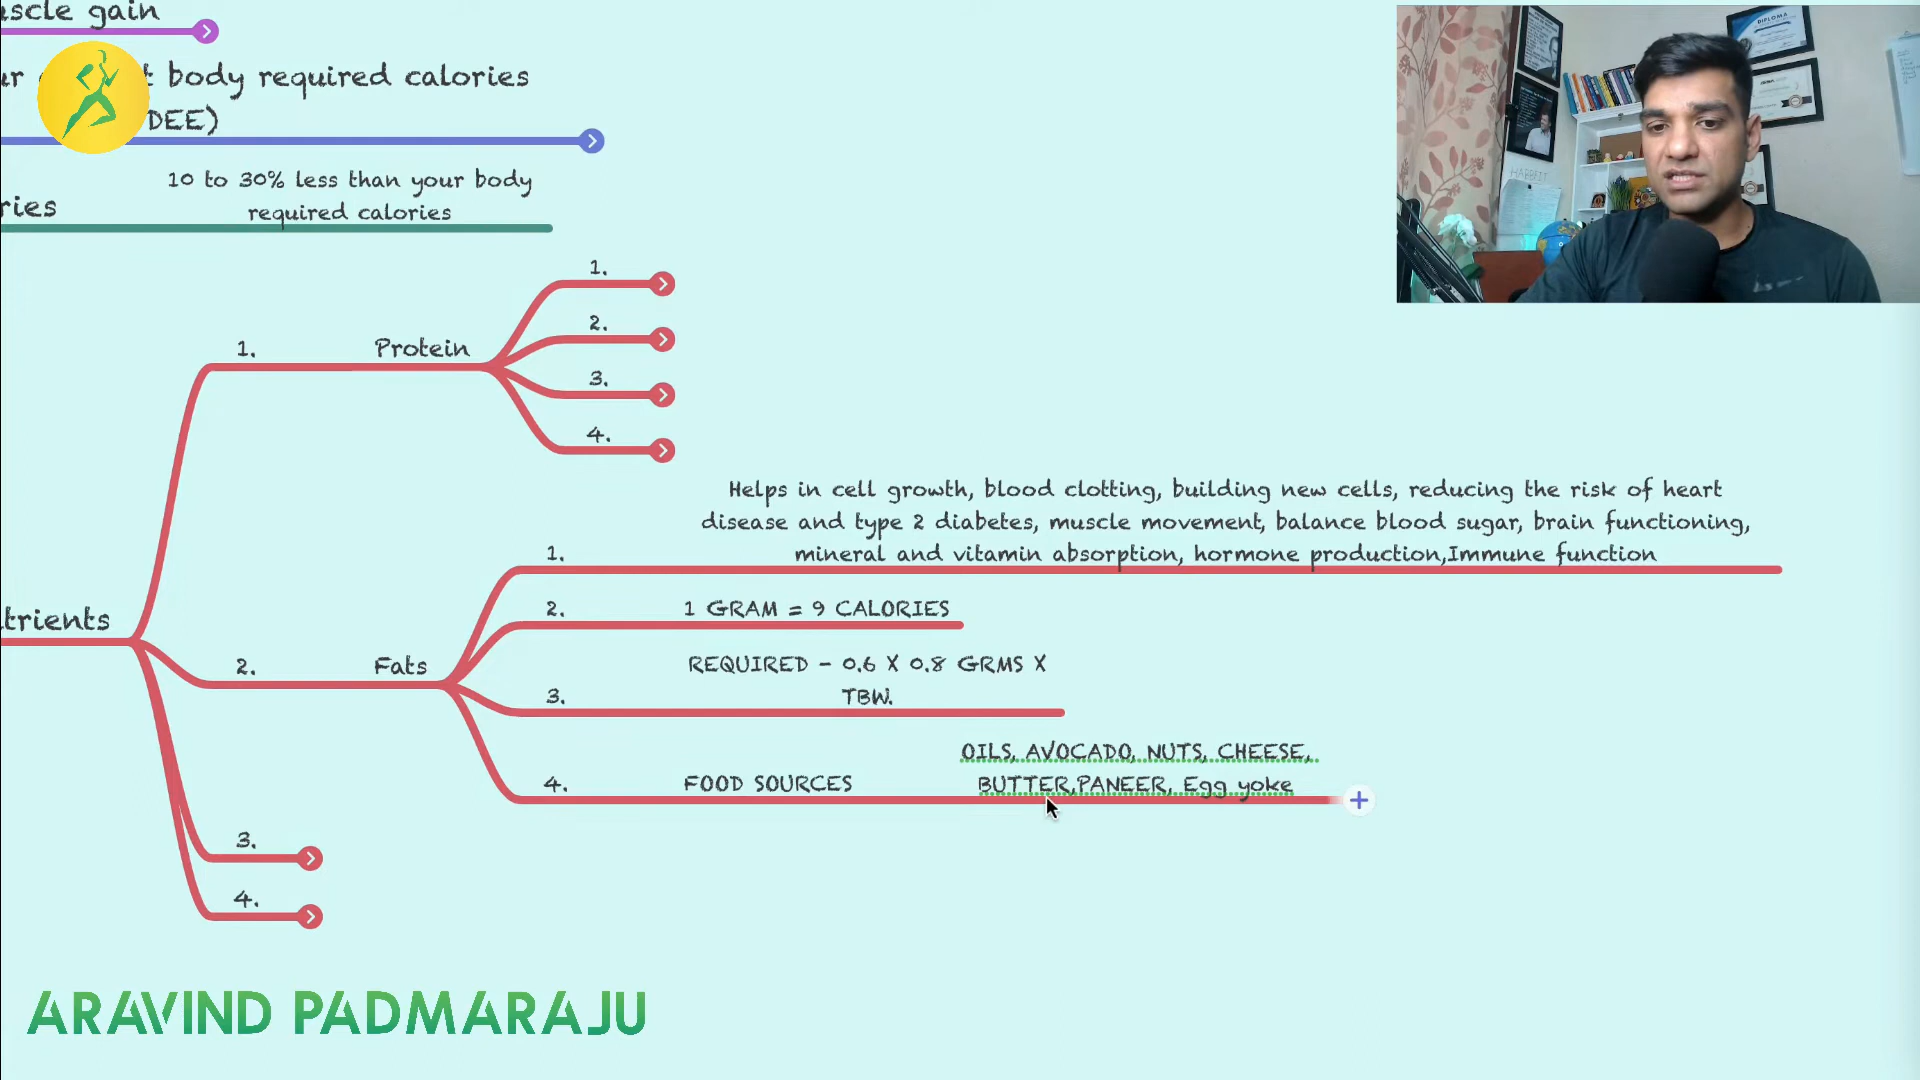 scle gain
body required calories
DEE)
10 to 30% less than your body
ries
required calories
1.
2.
1.
Protein
3.
4.
Helps in cell growth, blood clotting, building new cells, reducing the risk of heart
disease and type 2 diabetes, muscle movement, balance blood sugar, brain functioning,
1.
mineral and vitamin absorption, hormone production,Immune function
2.
1 GRAM = 9 CALORIES
trients
2.
Fats
REQUIRED - 0.6 X 0.8 GRMS X
3.
TBW.
OILS, AVOCADO, NUTS, CHEESE,
4.
FOOD SOURCES
BUTTER,PANEER, Egg yoke
3.
4.
ARAVIND PADMARAJU
DIPLOMA